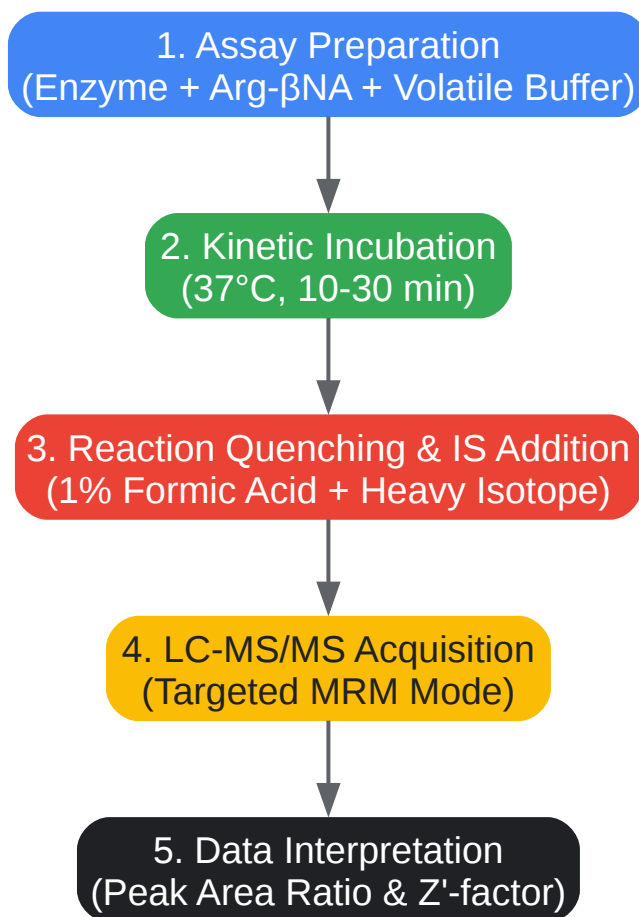 1. Assay Preparation
(Enzyme + Arg-βNA + Volatile Buffer)
2. Kinetic Incubation
(37°C, 10-30 min)
3. Reaction Quenching & IS Addition
(1% Formic Acid + Heavy Isotope)
4. LC-MS/MS Acquisition
(Targeted MRM Mode)
5. Data Interpretation
(Peak Area Ratio & Z'-factor)